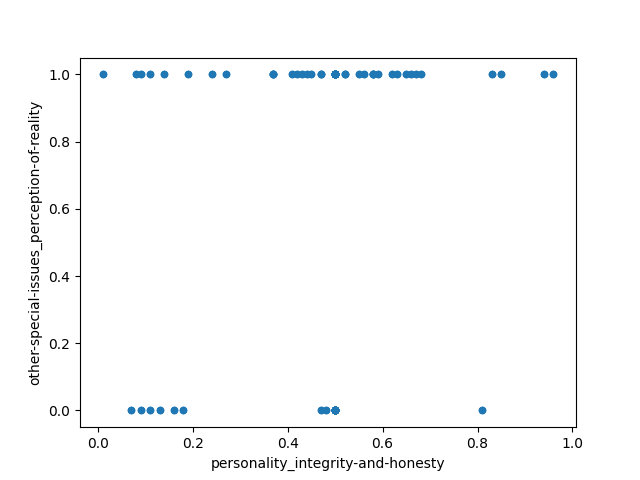 other-special-issues_perception-of-reality
1.0
0.8
0.6
0.4
0.2
0.0
0.0 0.2 0.4 0.6 0.8 1.0
personality_integrity-and-honesty